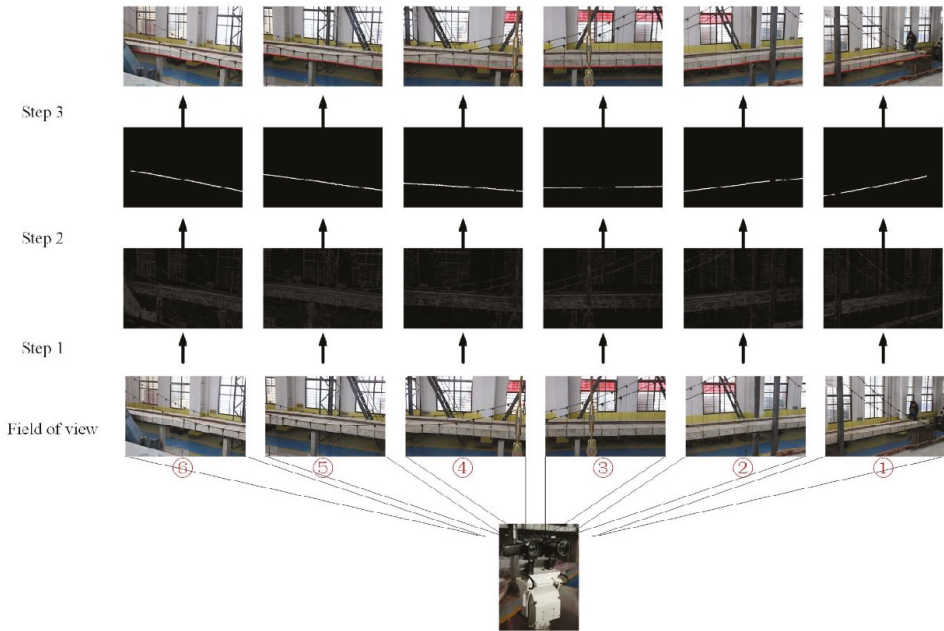 Step 3
Step 2
Step 1
Field of view
⑥ ⑤ ④ ③ ② ①